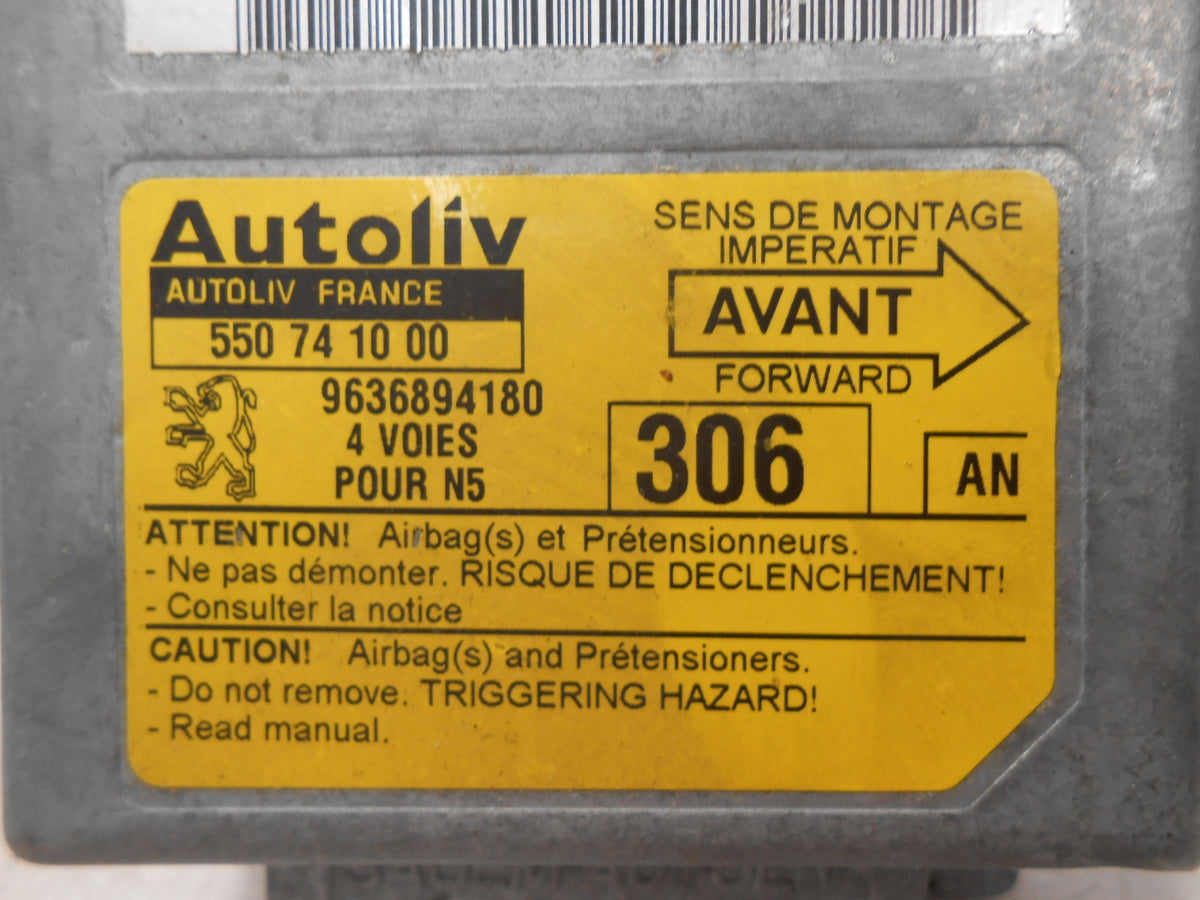 Autoliv
AUTOLIV FRANCE
550 74 10 00
9636894180
4 VOIES
POUR N5
SENS DE MONTAGE
IMPERATIF
AVANT
FORWARD
306
AN
ATTENTION! Airbag(s) et Prétensionneurs.
- Ne pas démonter. RISQUE DE DECLENCHEMENT!
- Consulter la notice
CAUTION! Airbag(s) and Prétensioners.
- Do not remove. TRIGGERING HAZARD!
- Read manual.